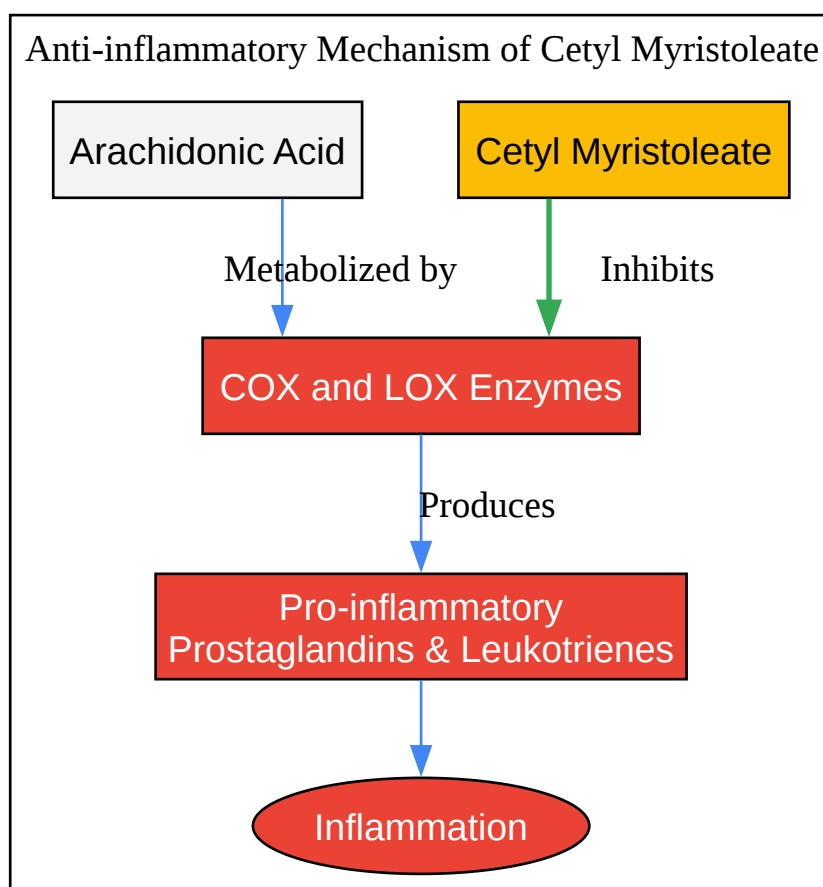 Anti-inflammatory Mechanism of Cetyl Myristoleate
Arachidonic Acid
Cetyl Myristoleate
Metabolized by
Inhibits
COX and LOX Enzymes
Produces
Pro-inflammatory
Prostaglandins & Leukotrienes
Inflammation